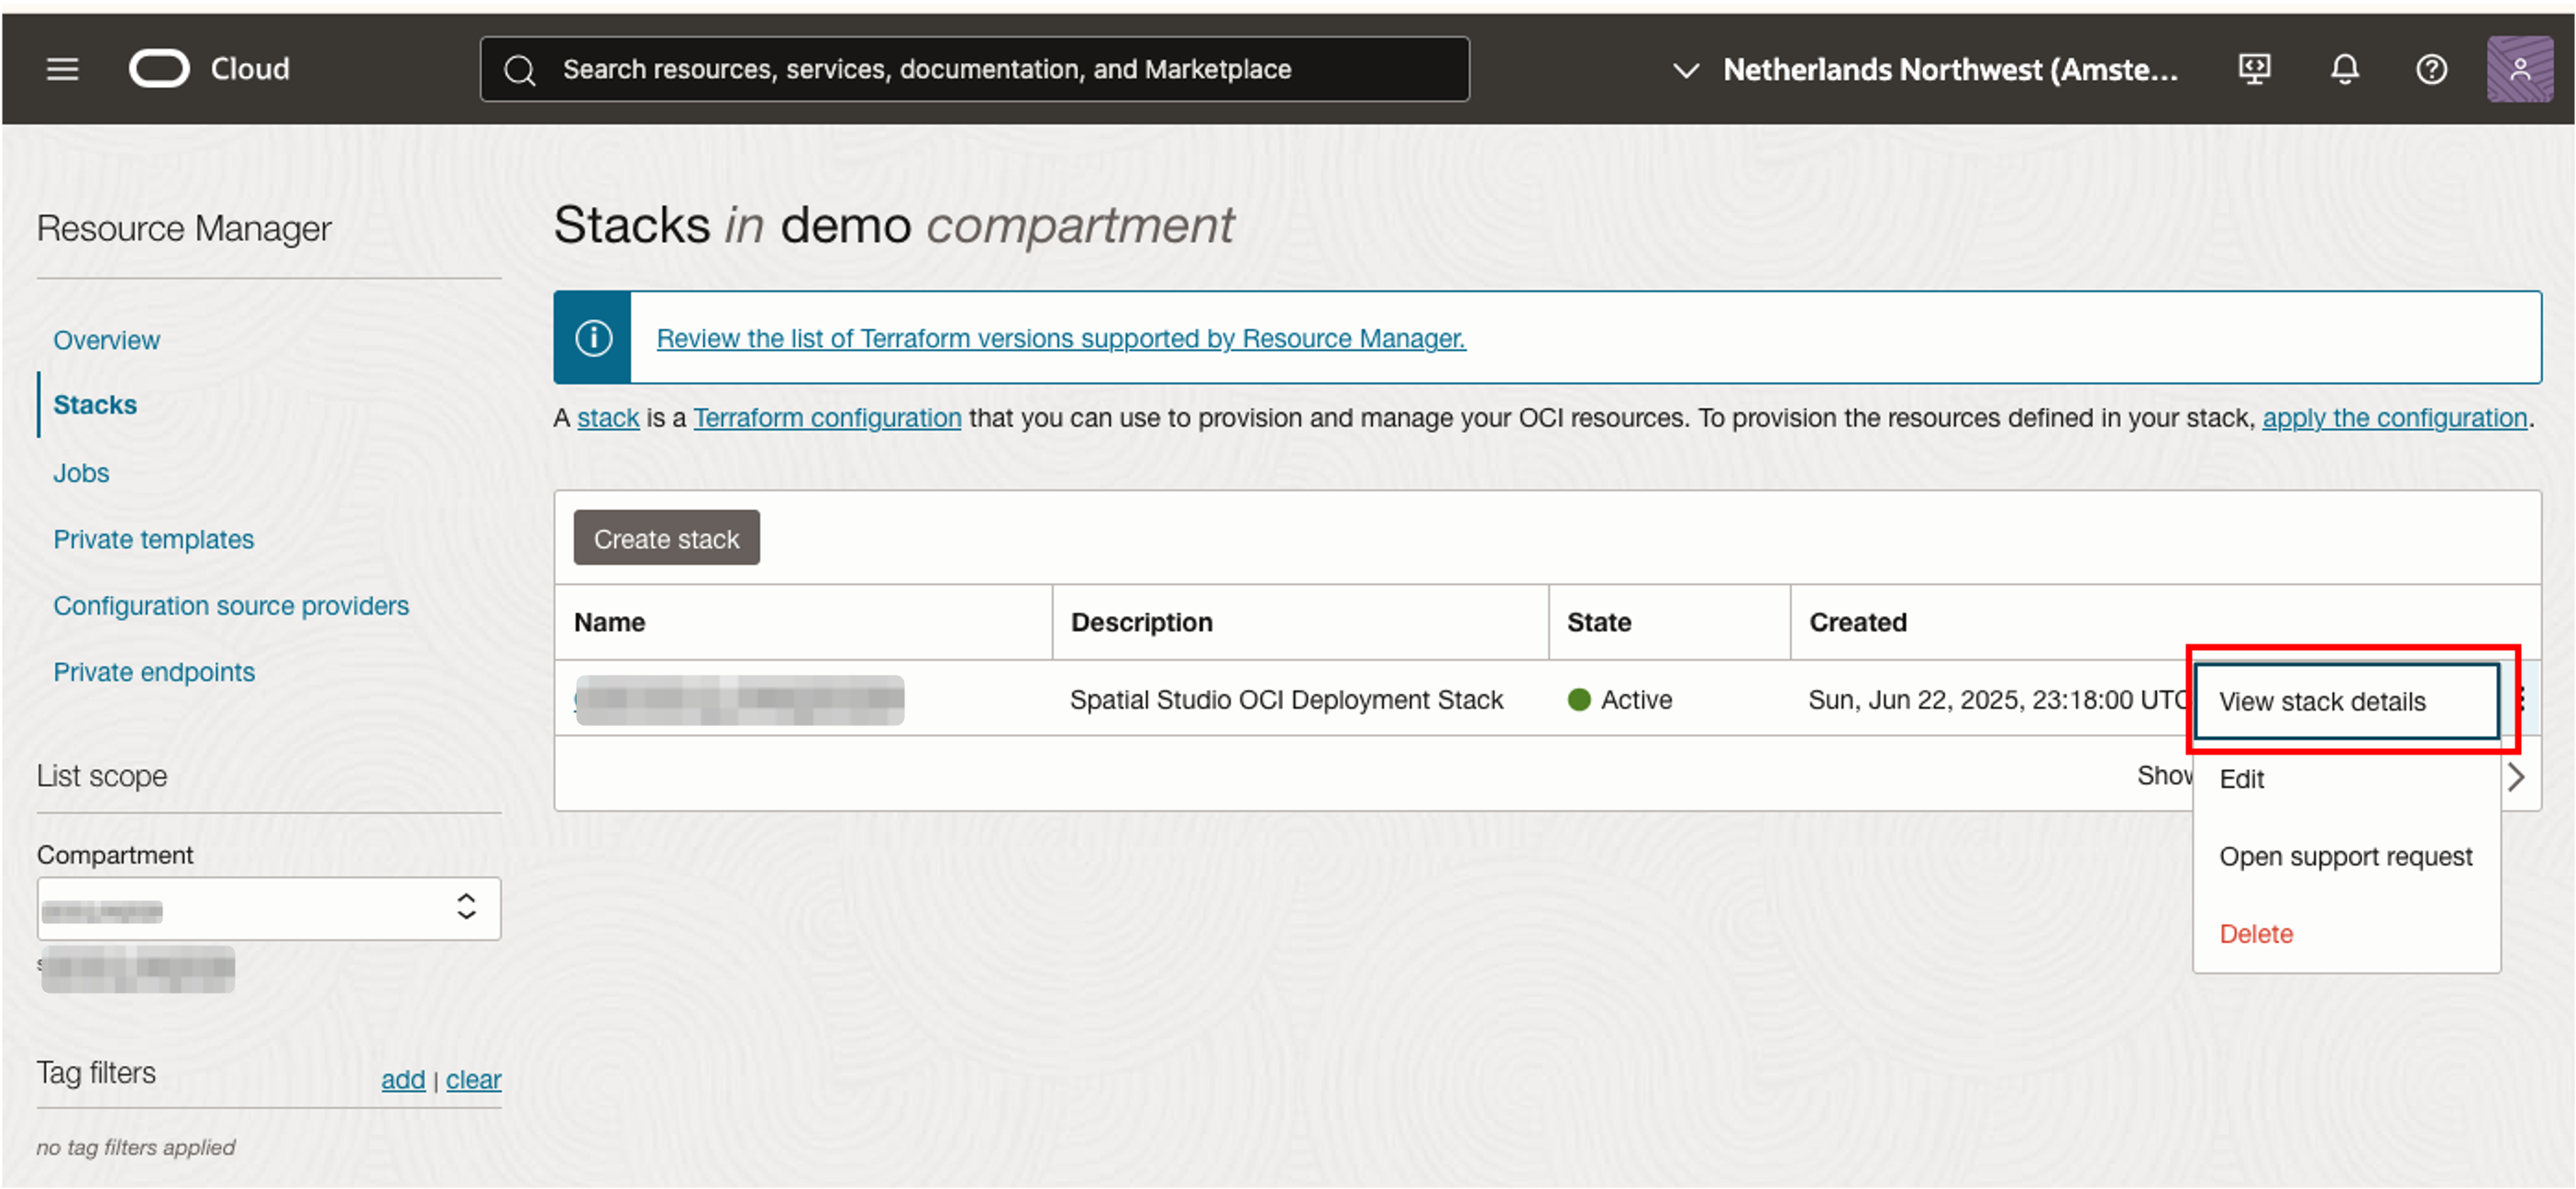 Cloud
Search resources, services, documentation, and Marketplace
Netherlands Northwest (Amste...
Resource Manager
Overview
Stacks
Jobs
Private templates
Configuration source providers
Private endpoints
List scope
Compartment
Tag filters
add | clear
no tag filters applied
Stacks in demo compartment
Review the list of Terraform versions supported by Resource Manager.
A stack is a Terraform configuration that you can use to provision and manage your OCI resources. To provision the resources defined in your stack, apply the configuration.
Create stack
Name Description State Created
Spatial Studio OCI Deployment Stack Active Sun, Jun 22, 2025, 23:18:00 UTC
View stack details
Edit
Open support request
Delete